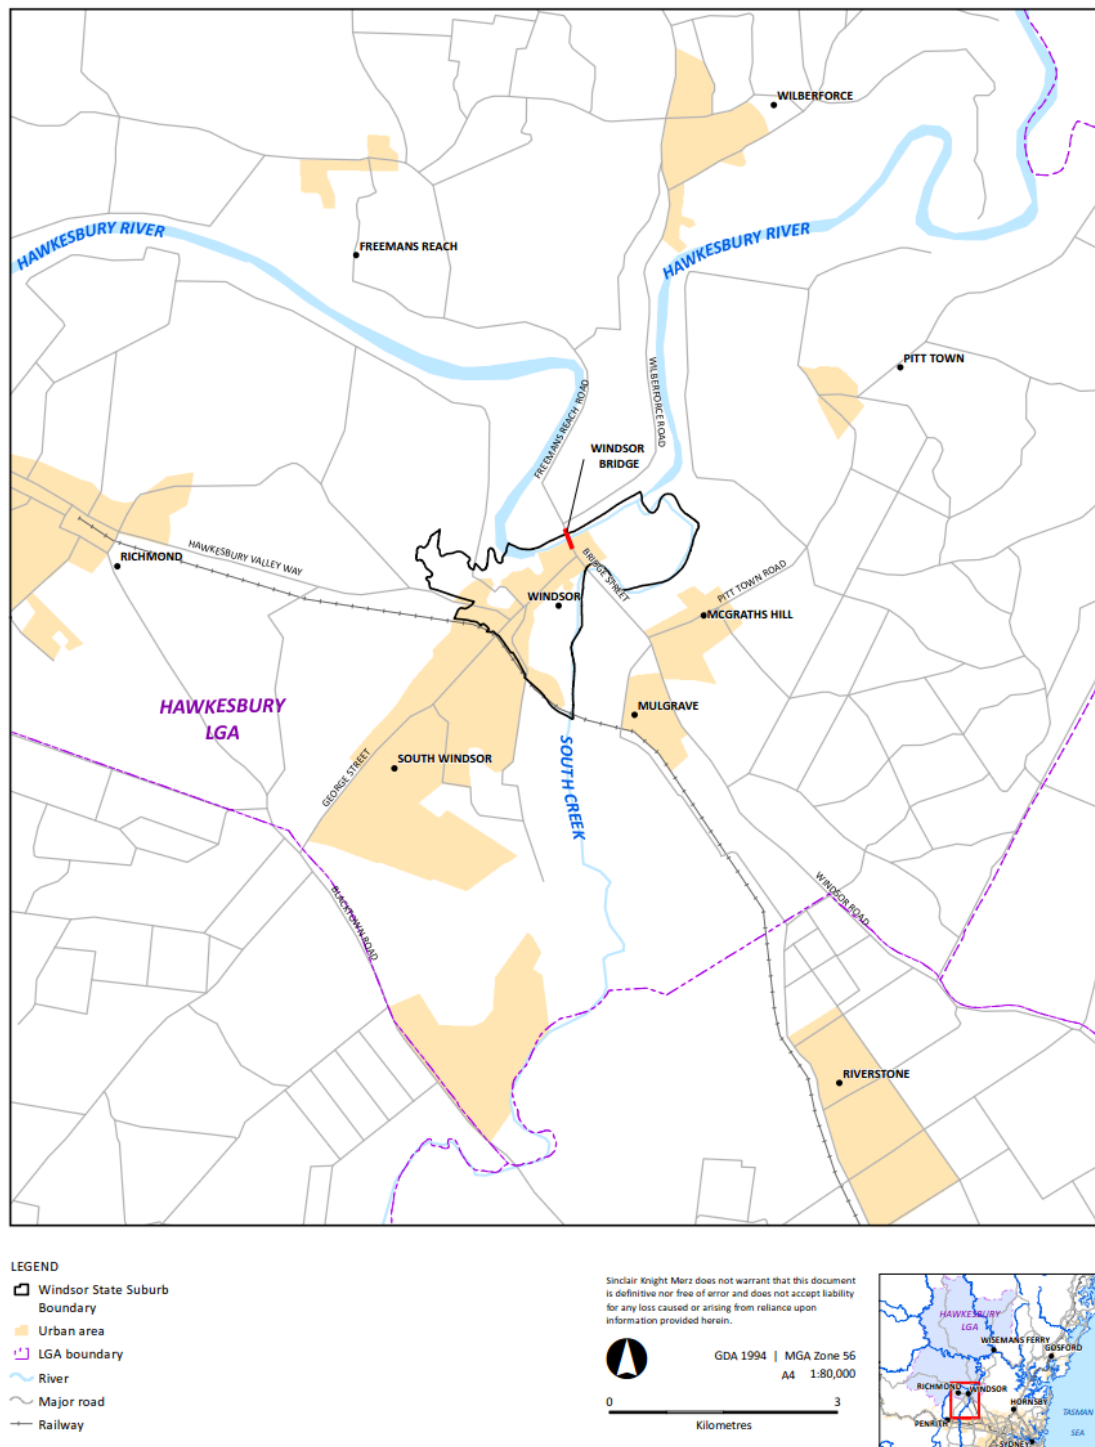 WILBERFORCE
HAWKESBURY RIVER
FREEMANS REACH
HAWKESBURY RIVER
PITT TOWN
FREEMANS REACH ROAD
WILBERFORCE ROAD
WINDSOR
BRIDGE
RICHMOND
HAWKESBURY VALLEY WAY
BRIDGE STREET
WINDSOR
PITT TOWN ROAD
MCGRATHS HILL
HAWKESBURY
LGA
MULGRAVE
SOUTH WINDSOR
GEORGE STREET
SOUTH CREEK
BLACKTOWN ROAD
WINDSOR ROAD
RIVERSTONE
LEGEND
Windsor State Suburb
Boundary
Urban area
LGA boundary
River
Major road
Railway
Sinclair Knight Merz does not warrant that this document
is definitive nor free of error and does not accept liability
for any loss caused or arising from reliance upon
information provided herein.
GDA 1994 | MGA Zone 56
A4 1:80,000
0 3
Kilometres
HAWKESBURY
LGA
WISEMANS FERRY
GOSFORD
RICHMOND
WINDSOR
HORNSBY
PENRITH
TASMAN
SEA
SYDNEY